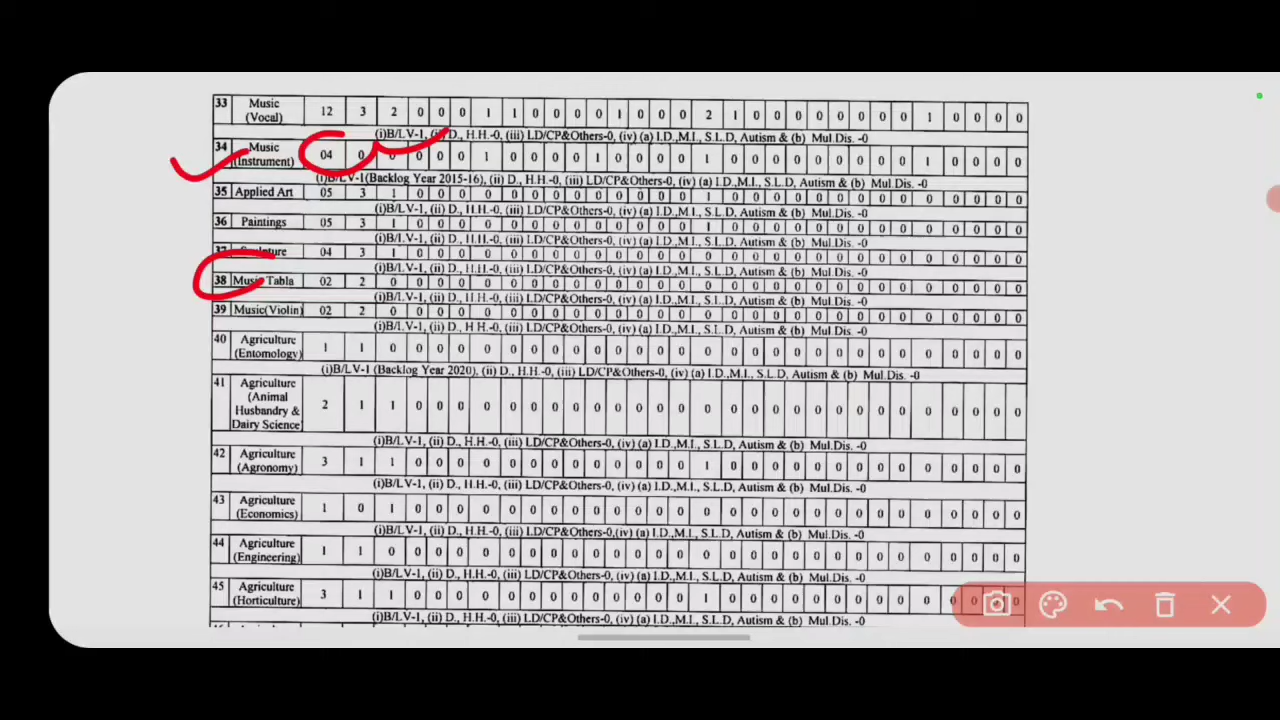 33 Music (Vocal) 12 3 2 0 0 0 1 1 0 0 0 1 0 0 0 2 1 0 0 0 0 0 0 0 1 0 0 0 0
(i)B/LV-1, D., H.H.-0, (iii) LD/CP&Others-0, (iv) (a) I.D.,M.I., S.L.D, Autism & (b) Mul.Dis. -0
34 Music (Instrument) 04 0 0 0 0 0 1 0 0 0 0 1 0 0 0 1 0 0 0 0 0 0 0 0 1 0 0 0 0
(i)B/LV-1(Backlog Year 2015-16), (ii) D., H.H.-0, (iii) LD/CP&Others-0, (iv) (a) I.D.,M.I., S.L.D, Autism & (b) Mul.Dis. -0
35 Applied Art 05 3 1 0 0 0 0 0 0 0 0 0 0 0 0 1 0 0 0 0 0 0 0 0 0 0 0 0 0
(i)B/LV-1, (ii) D., H.H.-0, (iii) LD/CP&Others-0, (iv) (a) I.D.,M.I., S.L.D, Autism & (b) Mul.Dis. -0
36 Paintings 05 3 1 0 0 0 0 0 0 0 0 0 0 0 0 1 0 0 0 0 0 0 0 0 0 0 0 0 0
(i)B/LV-1, (ii) D., H.H.-0, (iii) LD/CP&Others-0, (iv) (a) I.D.,M.I., S.L.D, Autism & (b) Mul.Dis. -0
37 Sculpture 04 3 1 0 0 0 0 0 0 0 0 0 0 0 0 0 0 0 0 0 0 0 0 0 0 0 0 0 0
(i)B/LV-1, (ii) D., H.H.-0, (iii) LD/CP&Others-0, (iv) (a) I.D.,M.I., S.L.D, Autism & (b) Mul.Dis. -0
38 Music Tabla 02 2 0 0 0 0 0 0 0 0 0 0 0 0 0 0 0 0 0 0 0 0 0 0 0 0 0 0 0
(i)B/LV-1, (ii) D., H.H.-0, (iii) LD/CP&Others-0, (iv) (a) I.D.,M.I., S.L.D, Autism & (b) Mul.Dis. -0
39 Music(Violin) 02 2 0 0 0 0 0 0 0 0 0 0 0 0 0 0 0 0 0 0 0 0 0 0 0 0 0 0 0
(i)B/LV-1, (ii) D., H.H.-0, (iii) LD/CP&Others-0, (iv) (a) I.D.,M.I., S.L.D, Autism & (b) Mul.Dis. -0
40 Agriculture (Entomology) 1 1 0 0 0 0 0 0 0 0 0 0 0 0 0 0 0 0 0 0 0 0 0 0 0 0 0 0 0
(i)B/LV-1 (Backlog Year 2020), (ii) D., H.H.-0, (iii) LD/CP&Others-0, (iv) (a) I.D.,M.I., S.L.D, Autism & (b) Mul.Dis. -0
41 Agriculture (Animal Husbandry & Dairy Science) 2 1 1 0 0 0 0 0 0 0 0 0 0 0 0 0 0 0 0 0 0 0 0 0 0 0 0 0 0
(i)B/LV-1, (ii) D., H.H.-0, (iii) LD/CP&Others-0, (iv) (a) I.D.,M.I., S.L.D, Autism & (b) Mul.Dis. -0
42 Agriculture (Agronomy) 3 1 1 0 0 0 0 0 0 0 0 0 0 0 0 1 0 0 0 0 0 0 0 0 0 0 0 0 0
(i)B/LV-1, (ii) D., H.H.-0, (iii) LD/CP&Others-0, (iv) (a) I.D.,M.I., S.L.D, Autism & (b) Mul.Dis. -0
43 Agriculture (Economics) 1 0 1 0 0 0 0 0 0 0 0 0 0 0 0 0 0 0 0 0 0 0 0 0 0 0 0 0 0
(i)B/LV-1, (ii) D., H.H.-0, (iii) LD/CP&Others-0,(iv) (a) I.D.,M.I., S.L.D, Autism & (b) Mul.Dis. -0
44 Agriculture (Engineering) 1 1 0 0 0 0 0 0 0 0 0 0 0 0 0 0 0 0 0 0 0 0 0 0 0 0 0 0 0
(i)B/LV-1, (ii) D., H.H.-0, (iii) LD/CP&Others-0, (iv) (a) I.D.,M.I., S.L.D, Autism & (b) Mul.Dis. -0
45 Agriculture (Horticulture) 3 1 1 0 0 0 0 0 0 0 0 0 0 0 0 1 0 0 0 0 0 0 0 0 0 0
(i)B/LV-1, (ii) D., H.H.-0, (iii) LD/CP&Others-0, (iv) (a) I.D.,M.I., S.L.D, Autism & (b) Mul.Dis. -0